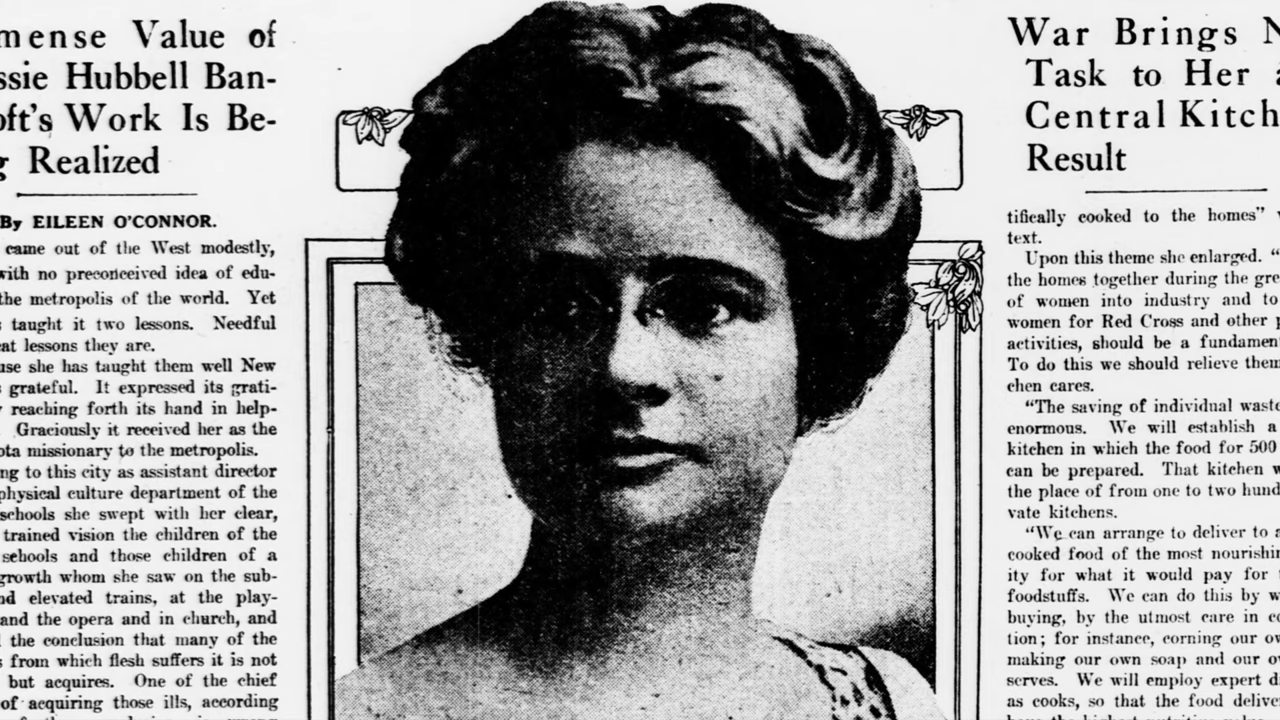 mense Value of
ssie Hubbell Ban-
oft's Work Is Be-
g Realized
By EILEEN O'CONNOR.
came out of the West modestly,
with no preconceived idea of edu-
the metropolis of the world. Yet
s taught it two lessons. Needful
eat lessons they are.
use she has taught them well New
s grateful. It expressed its grati-
y reaching forth its hand in help-
. Graciously it received her as the
ota missionary to the metropolis.
ng to this city as assistant director
physical culture department of the
schools she swept with her clear,
trained vision the children of the
schools and those children of a
growth whom she saw on the sub-
nd elevated trains, at the play-
and the opera and in church, and
the conclusion that many of the
s from which flesh suffers it is not
but acquires. One of the chief
of acquiring those ills, according
War Brings N
Task to Her a
Central Kitch
Result
tifically cooked to the homes"
text.
Upon this theme she enlarged. "
the homes together during the gre
of women into industry and to
women for Red Cross and other p
activities, should be a fundamen
To do this we should relieve them
chen cares.
"The saving of individual waste
enormous. We will establish a
kitchen in which the food for 500
can be prepared. That kitchen w
the place of from one to two hund
vate kitchens.
"We can arrange to deliver to a
cooked food of the most nourishin
ity for what it would pay for t
foodstuffs. We can do this by w
buying, by the utmost care in co
tion; for instance, corning our ow
making our own soap and our ow
serves. We will employ expert di
as cooks, so that the food delive